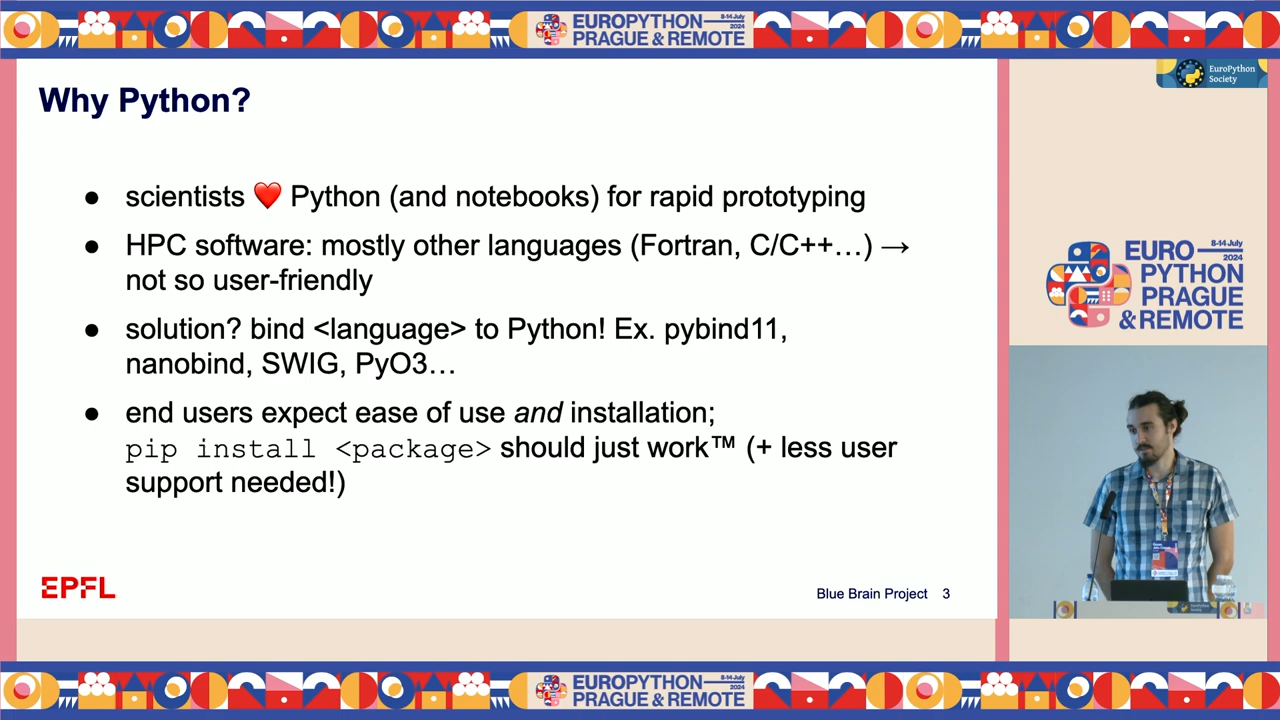 EUROPYTHON
8-14 July
2024
PRAGUE & REMOTE
EuroPython
Society
Why Python?
● scientists ❤️ Python (and notebooks) for rapid prototyping
● HPC software: mostly other languages (Fortran, C/C++…) →
not so user-friendly
● solution? bind <language> to Python! Ex. pybind11,
nanobind, SWIG, PyO3…
● end users expect ease of use and installation;
pip install <package> should just work™ (+ less user
support needed!)
EPFL
Blue Brain Project 3
EURO
8-14 July
2024
PYTHON
PRAGUE
& REMOTE
EuroPython
Society
EUROPYTHON
8-14 July
2024
PRAGUE & REMOTE